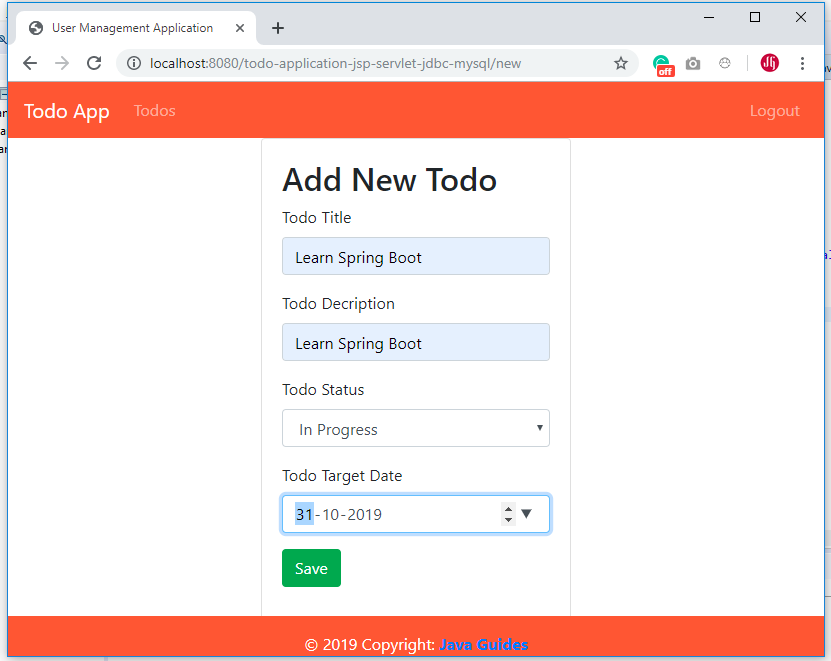 User Management Application
localhost:8080/todo-application-jsp-servlet-jdbc-mysql/new
off
Todo App Todos Logout
Add New Todo
Todo Title
Learn Spring Boot
Todo Decription
Learn Spring Boot
Todo Status
In Progress
Todo Target Date
31-10-2019
Save
© 2019 Copyright: Java Guides